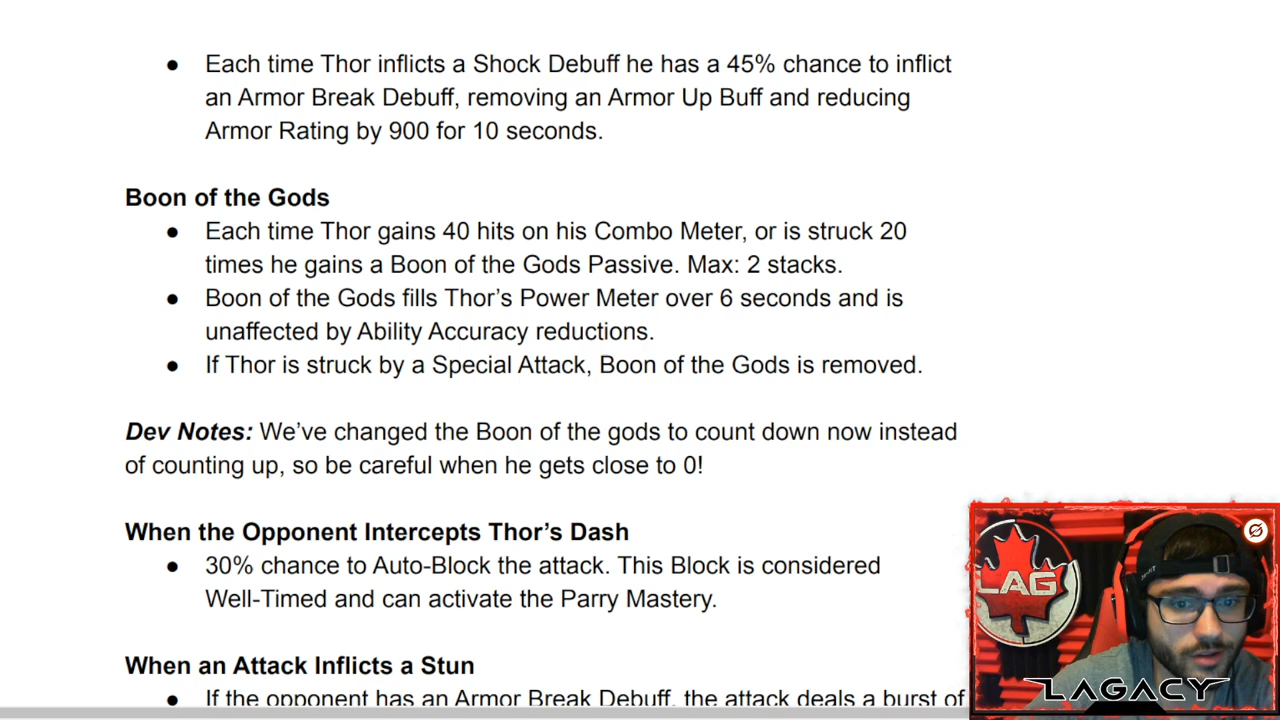 ● Each time Thor inflicts a Shock Debuff he has a 45% chance to inflict
an Armor Break Debuff, removing an Armor Up Buff and reducing
Armor Rating by 900 for 10 seconds.
Boon of the Gods
● Each time Thor gains 40 hits on his Combo Meter, or is struck 20
times he gains a Boon of the Gods Passive. Max: 2 stacks.
● Boon of the Gods fills Thor’s Power Meter over 6 seconds and is
unaffected by Ability Accuracy reductions.
● If Thor is struck by a Special Attack, Boon of the Gods is removed.
Dev Notes: We’ve changed the Boon of the gods to count down now instead
of counting up, so be careful when he gets close to 0!
When the Opponent Intercepts Thor’s Dash
● 30% chance to Auto-Block the attack. This Block is considered
Well-Timed and can activate the Parry Mastery.
When an Attack Inflicts a Stun
● If the opponent has an Armor Break Debuff, the attack deals a burst of
LAG
LAGACY